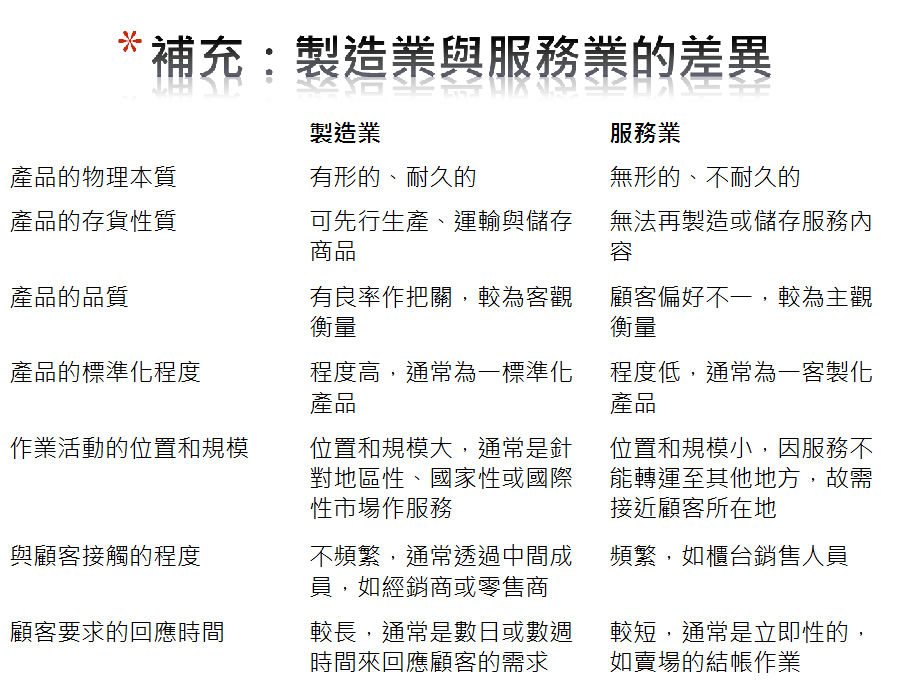 *補充：製造業與服務業的差異
製造業 服務業
產品的物理本質 有形的、耐久的 無形的、不耐久的
產品的存貨性質 可先行生產、運輸與儲存 無法再製造或儲存服務內
商品 容
產品的品質 有良率作把關，較為客觀 顧客偏好不一，較為主觀
衡量 衡量
產品的標準化程度 程度高，通常為一標準化 程度低，通常為一客製化
產品 產品
作業活動的位置和規模 位置和規模大，通常是針 位置和規模小，因服務不
對地區性、國家性或國際 能轉運至其他地方，故需
性市場作服務 接近顧客所在地
與顧客接觸的程度 不頻繁，通常透過中間成 頻繁，如櫃台銷售人員
員，如經銷商或零售商
顧客要求的回應時間 較長，通常是數日或數週 較短，通常是立即性的，
時間來回應顧客的需求 如賣場的結帳作業